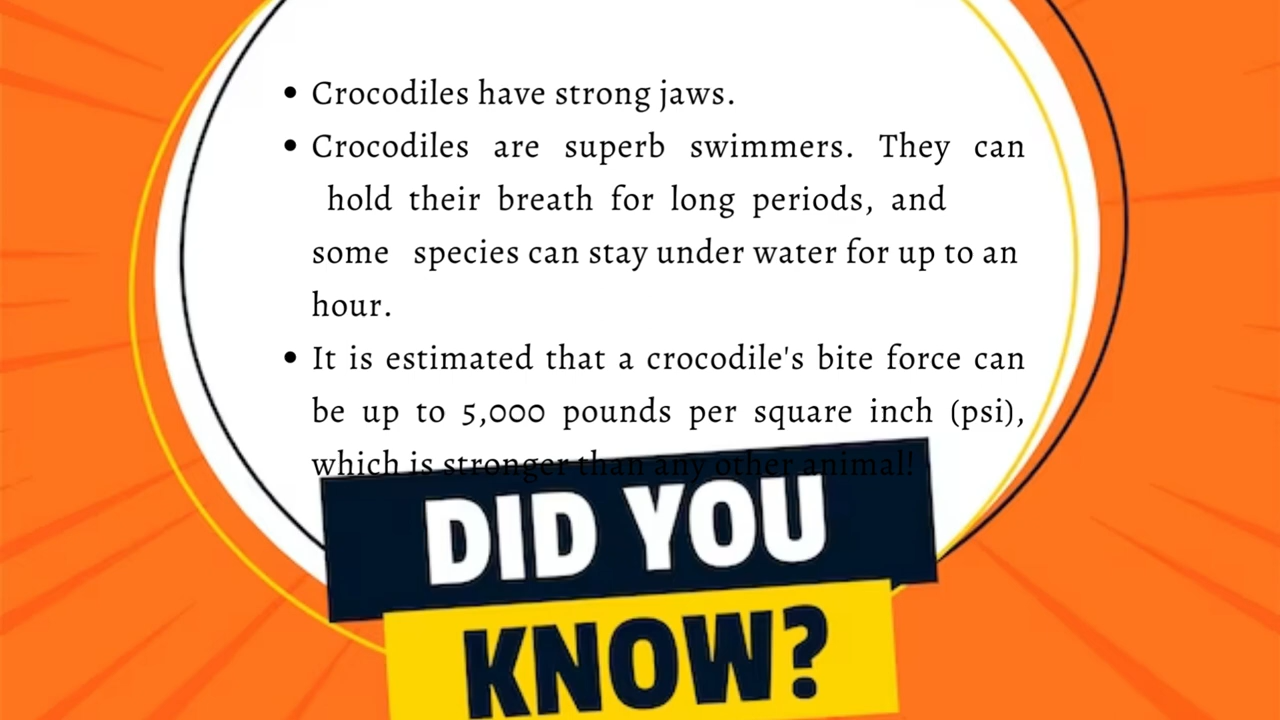 • Crocodiles have strong jaws.
• Crocodiles are superb swimmers. They can
hold their breath for long periods, and
some species can stay under water for up to an
hour.
• It is estimated that a crocodile's bite force can
be up to 5,000 pounds per square inch (psi),
which is stronger than any other animal!
DID YOU
KNOW?